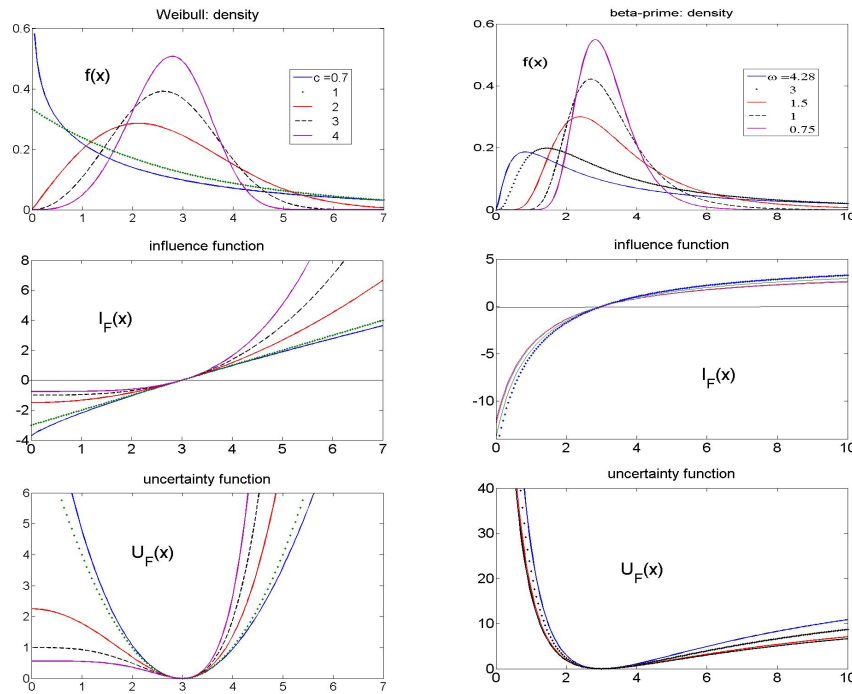 Weibull: density
0.6
0.4
0.2
0
f(x)
c =0.7
1
2
3
4
0 1 2 3 4 5 6 7
influence function
8
6
4
2
0
-2
-4
I_F(x)
0 1 2 3 4 5 6 7
uncertainty function
6
5
4
3
2
1
0
U_F(x)
0 1 2 3 4 5 6 7
beta-prime: density
0.6
0.4
0.2
0
f(x)
ω =4.28
3
1.5
1
0.75
0 2 4 6 8 10
influence function
5
0
-5
-10
I_F(x)
0 2 4 6 8 10
uncertainty function
40
30
20
10
0
U_F(x)
0 2 4 6 8 10